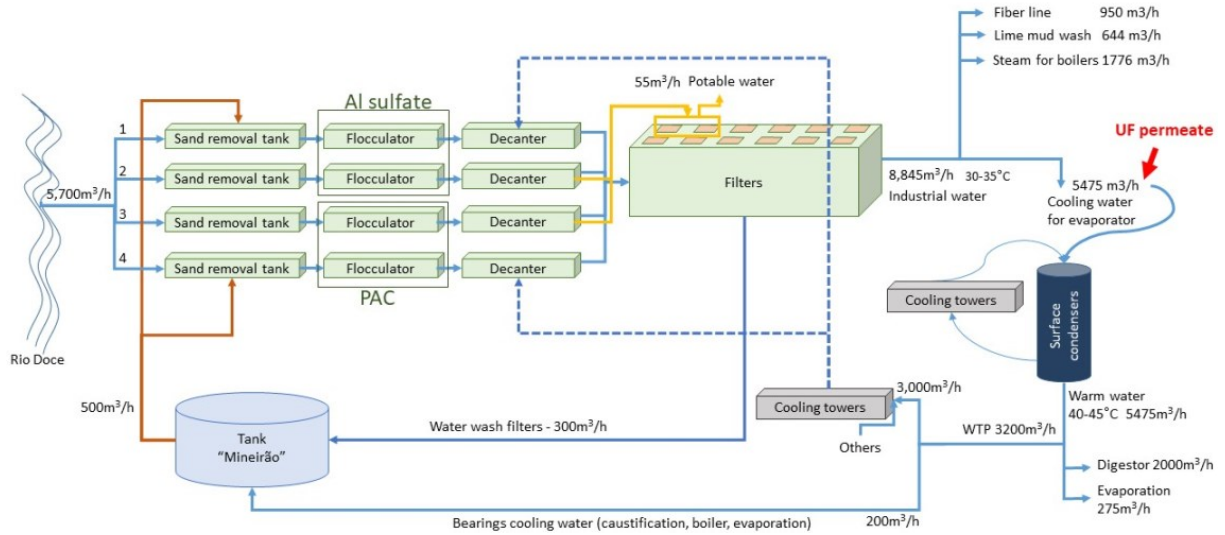 Fiber line 950 m3/h
Lime mud wash 644 m3/h
Steam for boilers 1776 m3/h
55m³/h Potable water
Al sulfate
UF permeate
1
Sand removal tank
Flocculator
Decanter
2
Sand removal tank
Flocculator
Decanter
5,700m³/h
3
Sand removal tank
Flocculator
Decanter
4
Sand removal tank
Flocculator
Decanter
PAC
Filters
8,845m³/h 30-35°C
Industrial water
5475 m3/h
Cooling water
for evaporator
Cooling towers
Surface
condensers
Rio Doce
500m³/h
Tank
"Mineirão"
Water wash filters - 300m³/h
Cooling towers
3,000m³/h
Others
WTP 3200m³/h
Warm water
40-45°C 5475m³/h
Digestor 2000m³/h
Evaporation
275m³/h
Bearings cooling water (caustification, boiler, evaporation)
200m³/h